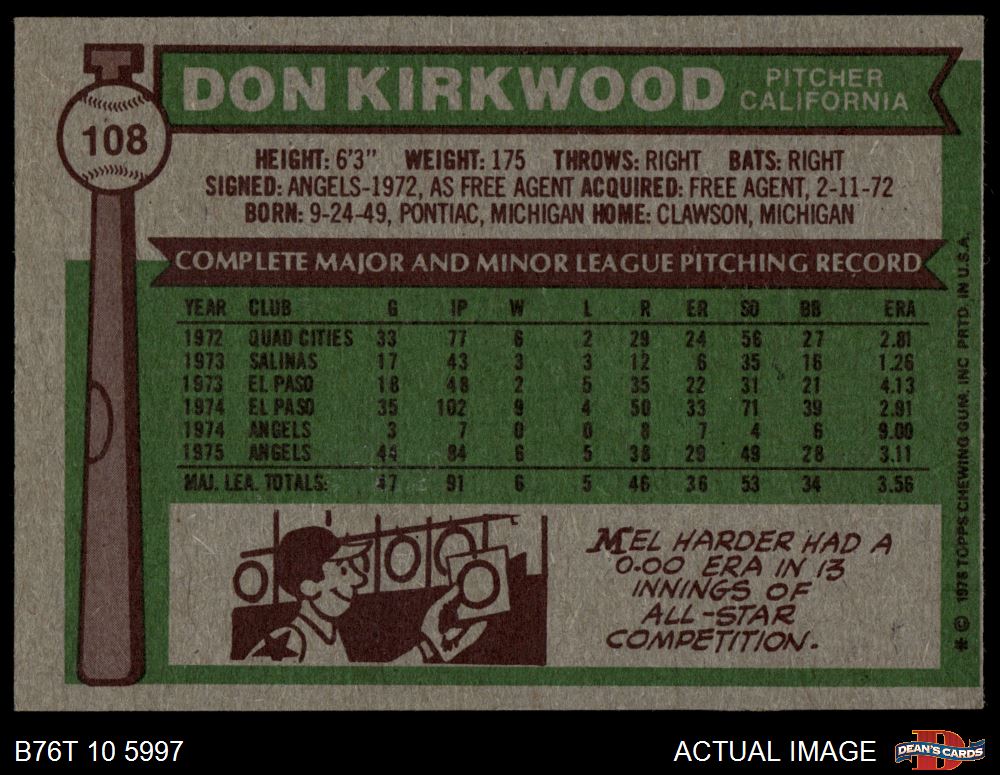 108
DON KIRKWOOD
PITCHER
CALIFORNIA
HEIGHT: 6'3" WEIGHT: 175 THROWS: RIGHT BATS: RIGHT
SIGNED: ANGELS-1972, AS FREE AGENT ACQUIRED: FREE AGENT, 2-11-72
BORN: 9-24-49, PONTIAC, MICHIGAN HOME: CLAWSON, MICHIGAN
COMPLETE MAJOR AND MINOR LEAGUE PITCHING RECORD
YEAR CLUB G IP W L R ER SO BB ERA
1972 QUAD CITIES 33 77 6 2 29 24 56 27 2.81
1973 SALINAS 17 43 3 3 12 6 35 16 1.26
1973 EL PASO 18 48 2 5 35 22 31 21 4.13
1974 EL PASO 35 102 9 4 50 33 71 39 2.91
1974 ANGELS 3 7 0 0 8 7 4 6 9.00
1975 ANGELS 44 84 6 5 38 29 49 28 3.11
MAJ. LEA. TOTALS: 47 91 6 5 46 36 53 34 3.56
MEL HARDER HAD A
0.00 ERA IN 13
INNINGS OF
ALL-STAR
COMPETITION.
* © 1976 TOPPS CHEWING GUM, INC PRTD. IN U.S.A.
B76T 10 5997
ACTUAL IMAGE
D
DEAN'S CARDS